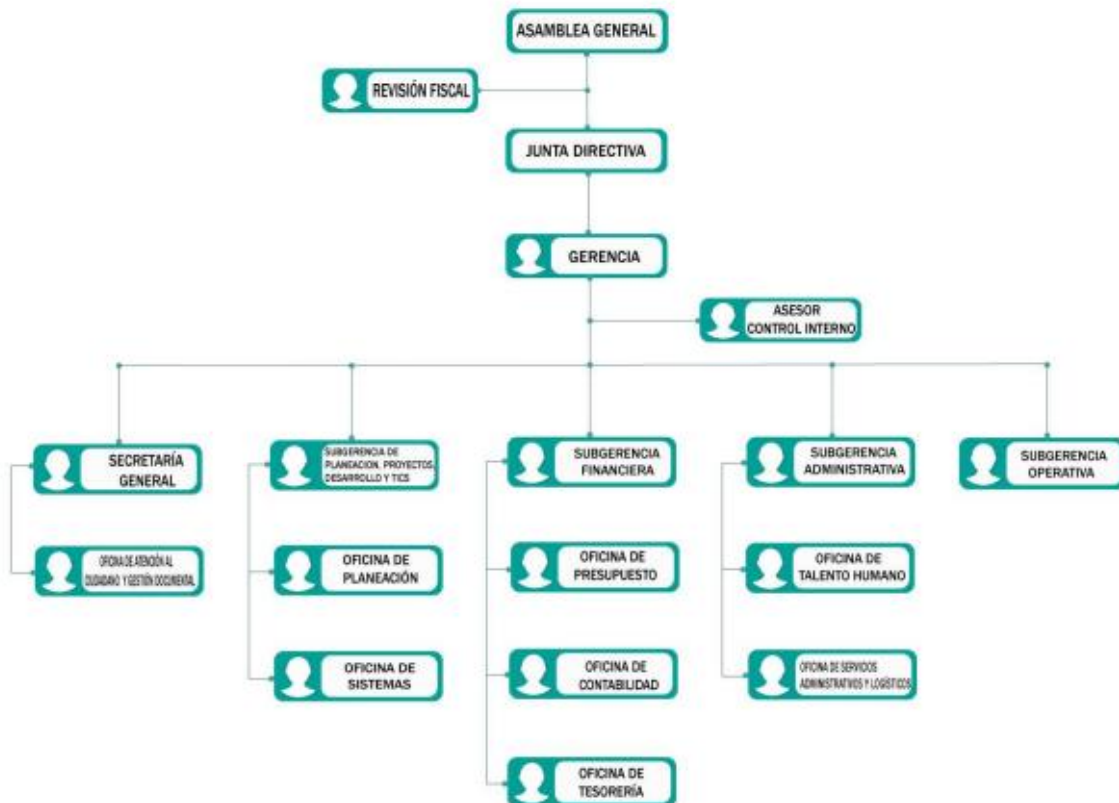 ASAMBLEA GENERAL
REVISIÓN FISCAL
JUNTA DIRECTIVA
GERENCIA
ASESOR
CONTROL INTERNO
SECRETARÍA
GENERAL
SUBGERENCIA DE
PLANEACION, PROYECTOS,
DESARROLLO Y TICS
SUBGERENCIA
FINANCIERA
SUBGERENCIA
ADMINISTRATIVA
SUBGERENCIA
OPERATIVA
OFICINA DE ATENCIÓN AL
CIUDADANO Y GESTIÓN DOCUMENTAL
OFICINA DE
PLANEACIÓN
OFICINA DE
PRESUPUESTO
OFICINA DE
TALENTO HUMANO
OFICINA DE
SISTEMAS
OFICINA DE
CONTABILIDAD
OFICINA DE SERVICIOS
ADMINISTRATIVOS Y LOGÍSTICOS
OFICINA DE
TESORERÍA